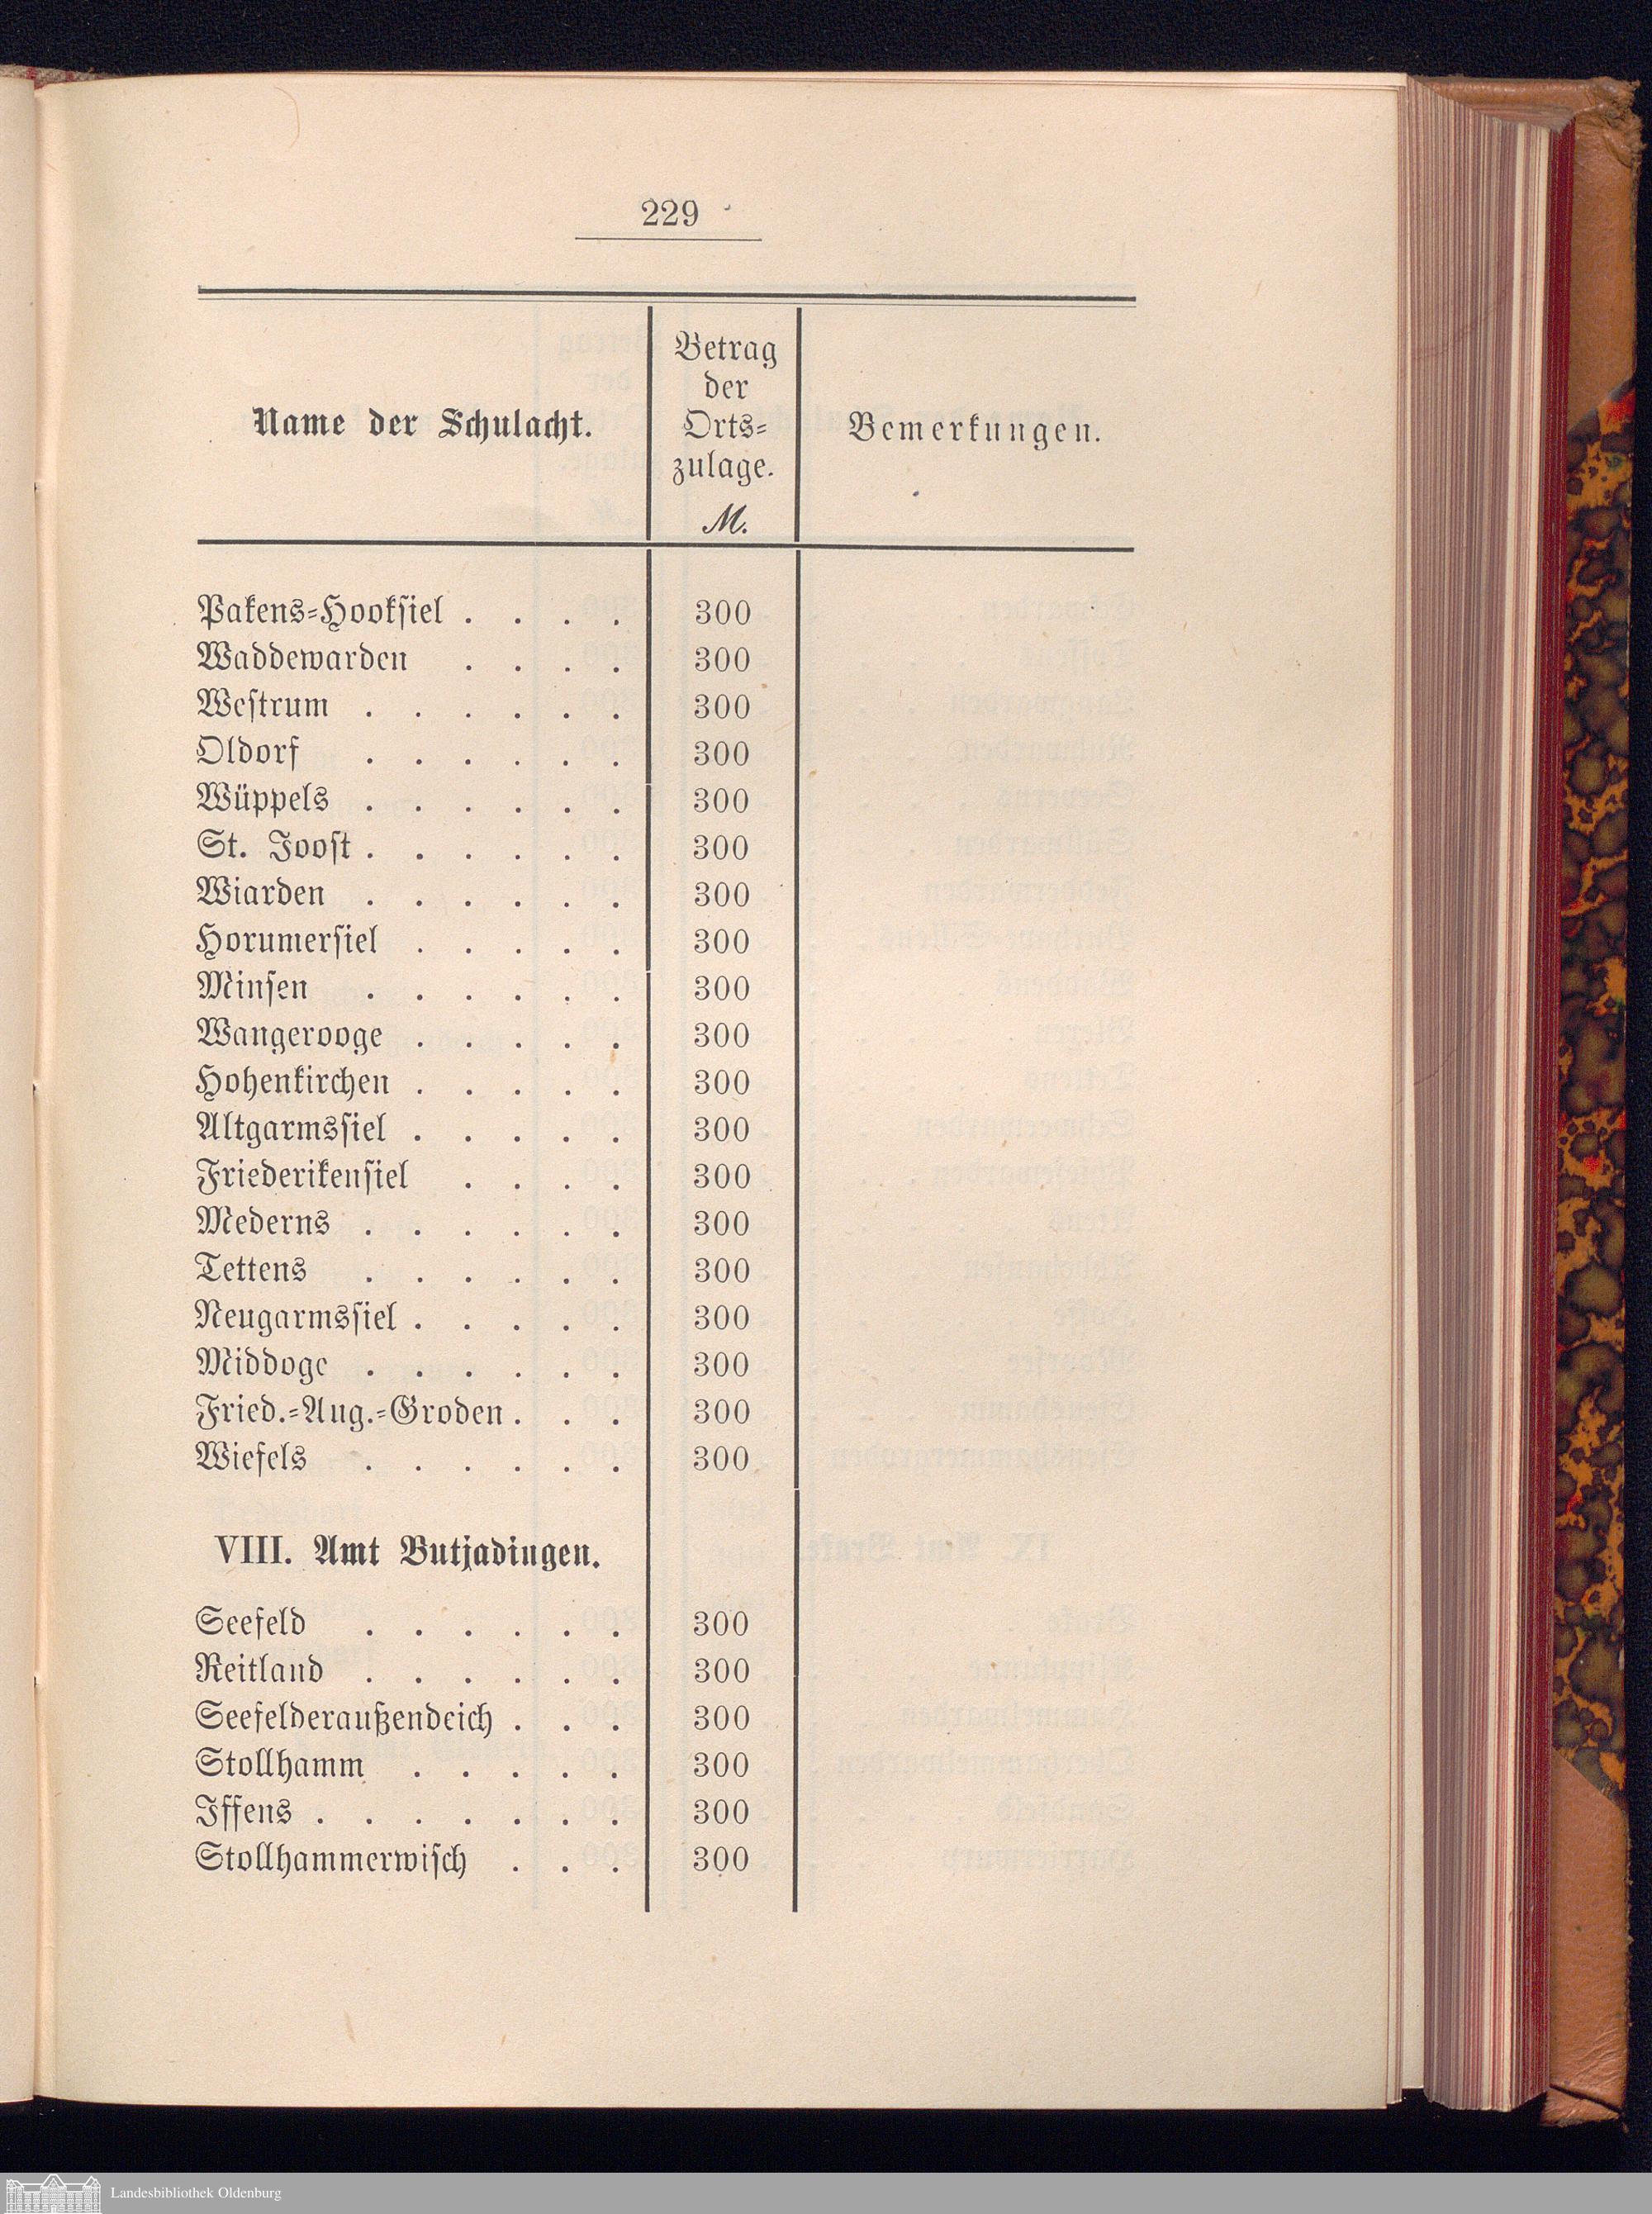 229
Name der Schulacht.
Betrag
der
Orts=
zulage.
M.
Bemerkungen.
Pakens=Hooksiel . . . . 300
Waddewarden . . . . 300
Westrum . . . . . . 300
Oldorf . . . . . . 300
Wüppels . . . . . . 300
St. Joost . . . . . . 300
Wiarden . . . . . . 300
Horumersiel . . . . . 300
Minsen . . . . . . 300
Wangerooge . . . . . 300
Hohenkirchen . . . . . 300
Altgarmssiel . . . . . 300
Friederikensiel . . . . 300
Mederns . . . . . . 300
Tettens . . . . . . 300
Neugarmssiel . . . . . 300
Middoge . . . . . . 300
Fried.=Aug.=Groden . . . 300
Wiefels . . . . . . 300
VIII. Amt Butjadingen.
Seefeld . . . . . . 300
Reitland . . . . . . 300
Seefelderaußendeich . . . 300
Stollhamm . . . . . 300
Iffens . . . . . . . 300
Stollhammerwisch . . . 300
Landesbibliothek Oldenburg